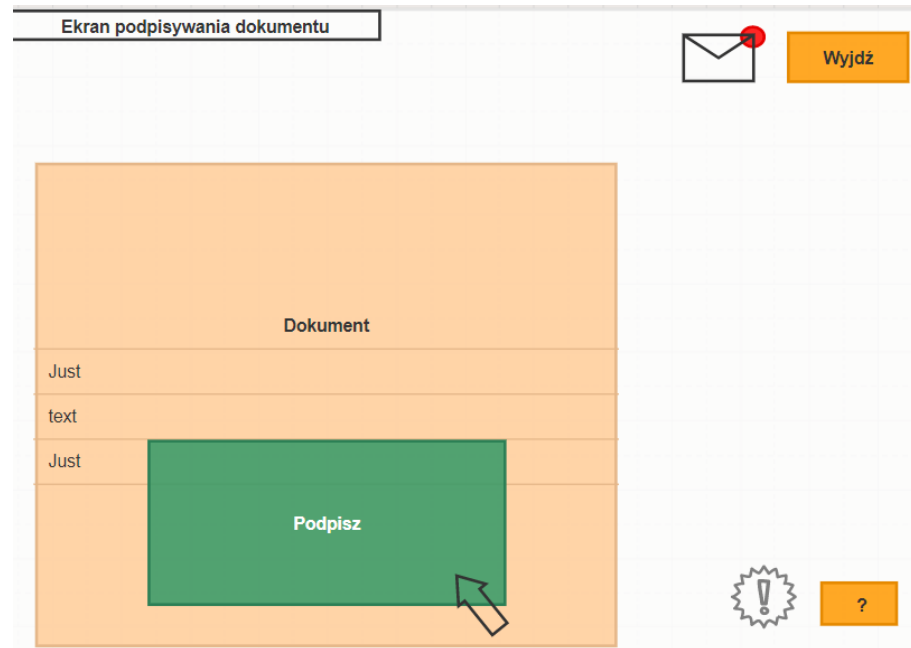 Ekran podpisywania dokumentu
Wyjdź
Dokument
Just
text
Just
Podpisz
!
?